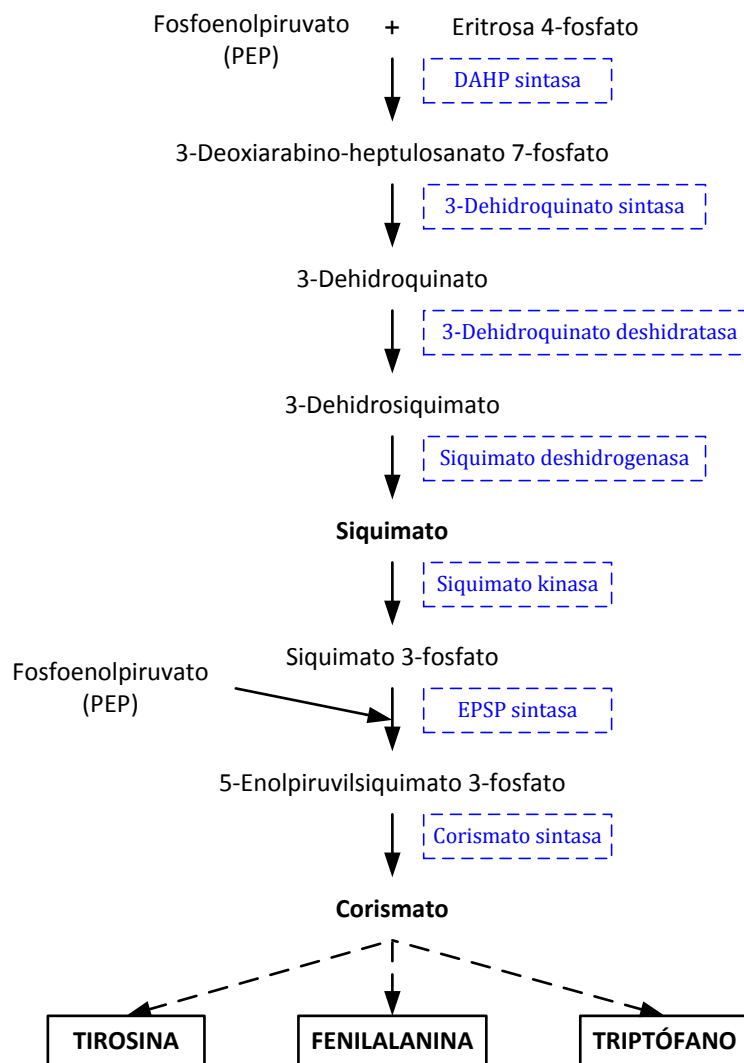 Fosfoenolpiruvato + Eritrosa 4-fosfato
(PEP)
DAHP sintasa
3-Deoxiarabino-heptulosanato 7-fosfato
3-Dehidroquinato sintasa
3-Dehidroquinato
3-Dehidroquinato deshidratasa
3-Dehidrosiquimato
Siquimato deshidrogenasa
Siquimato
Siquimato kinasa
Siquimato 3-fosfato
Fosfoenolpiruvato
(PEP)
EPSP sintasa
5-Enolpiruvilsiquimato 3-fosfato
Corismato sintasa
Corismato
TIROSINA FENILALANINA TRIPTÓFANO